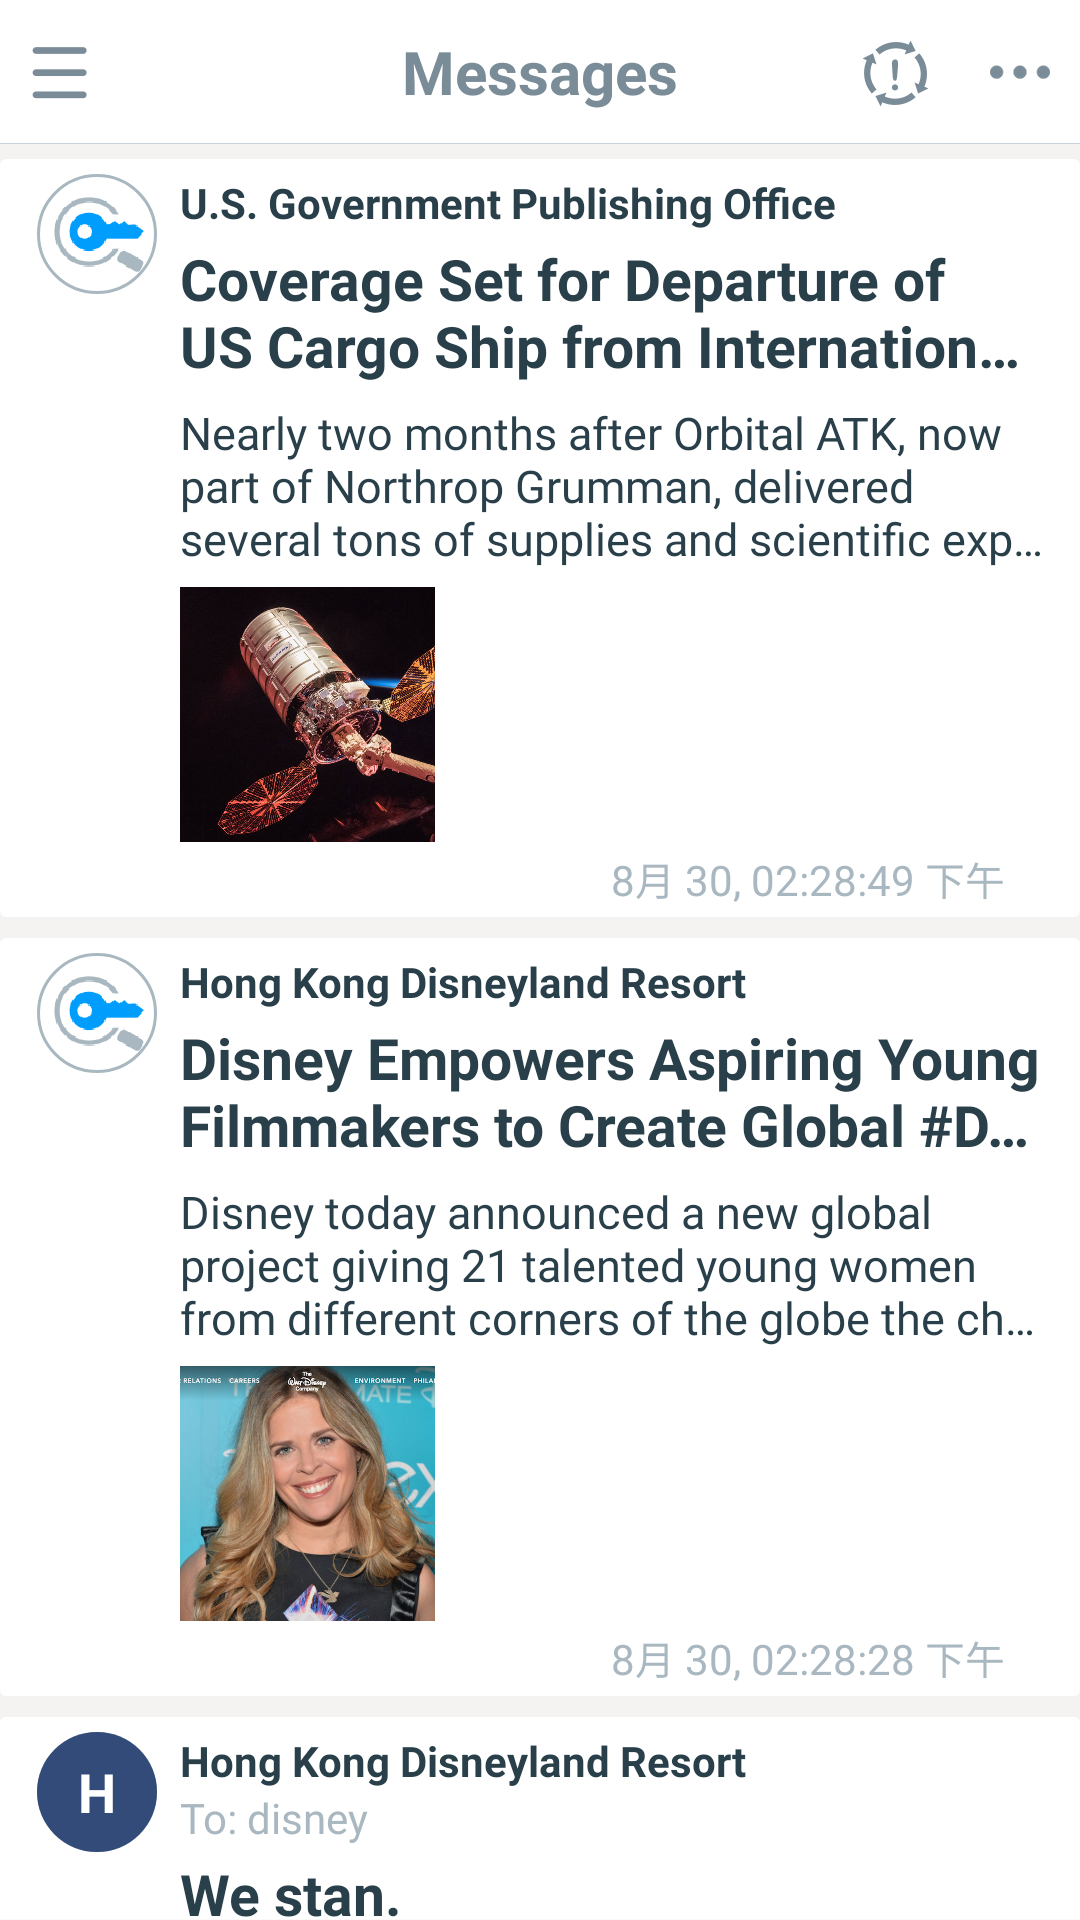 Messages
U.S. Government Publishing Office
Coverage Set for Departure of
US Cargo Ship from Internation...
Nearly two months after Orbital ATK, now
part of Northrop Grumman, delivered
several tons of supplies and scientific exp...
8月 30, 02:28:49 下午
Hong Kong Disneyland Resort
Disney Empowers Aspiring Young
Filmmakers to Create Global #D...
Disney today announced a new global
project giving 21 talented young women
from different corners of the globe the ch...
RELATIONS CAREERS The Walt Disney Company ENVIRONMENT PHILA
MATE
8月 30, 02:28:28 下午
H
Hong Kong Disneyland Resort
To: disney
We stan.